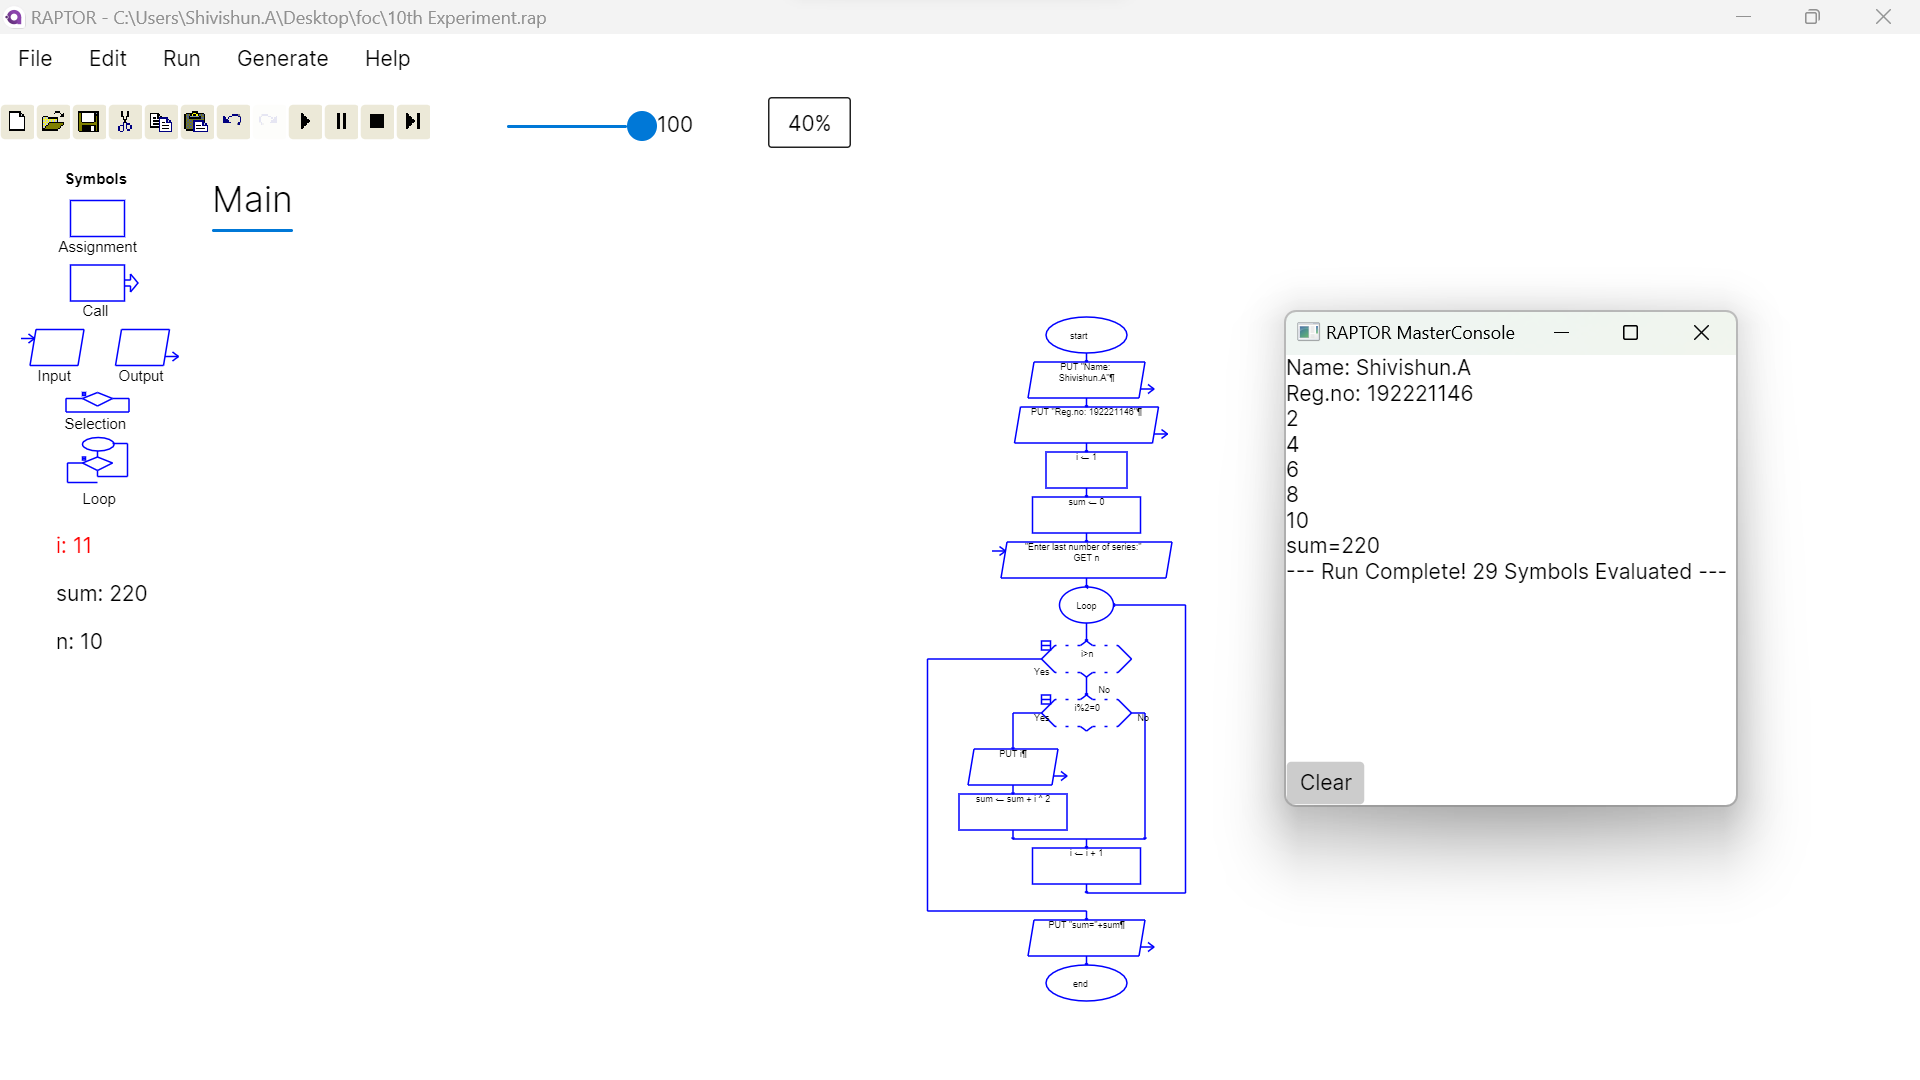 RAPTOR - C:\Users\Shivishun.A\Desktop\foc\10th Experiment.rap
File Edit Run Generate Help
100
40%
Symbols
Assignment
Call
Input Output
Selection
Loop
i: 11
sum: 220
n: 10
Main
start
PUT "Name:
Shivishun.A"¶
PUT "Reg.no: 192221146"¶
i ← 1
sum ← 0
"Enter last number of series:"
GET n
Loop
i>n
Yes
No
i%2=0
Yes
No
PUT i¶
sum ← sum + i ^ 2
i ← i + 1
PUT "sum="+sum¶
end
RAPTOR MasterConsole
Name: Shivishun.A
Reg.no: 192221146
2
4
6
8
10
sum=220
--- Run Complete! 29 Symbols Evaluated ---
Clear